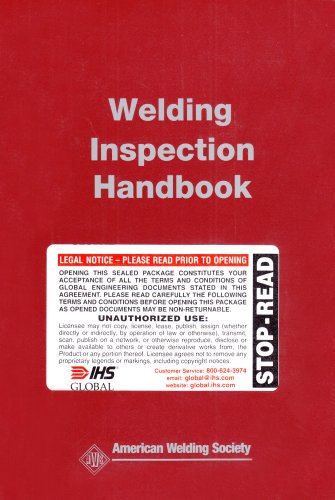 Welding
Inspection
Handbook
LEGAL NOTICE – PLEASE READ PRIOR TO OPENING
OPENING THIS SEALED PACKAGE CONSTITUTES YOUR
ACCEPTANCE OF ALL THE TERMS AND CONDITIONS OF
GLOBAL ENGINEERING DOCUMENTS STATED IN THIS
AGREEMENT. PLEASE READ CAREFULLY THE FOLLOWING
TERMS AND CONDITIONS BEFORE OPENING THIS PACKAGE
AS OPENED DOCUMENTS MAY BE NON-RETURNABLE.
UNAUTHORIZED USE:
Licensee may not copy, license, lease, publish, assign (whether
directly or indirectly, by operation of law or otherwise), transmit,
scan, publish on a network, or otherwise reproduce, disclose or
make available to others or create derivative works from, the
Product or any portion thereof. Licensee agrees not to remove any
proprietary legends or markings, including copyright notices.
IHS
GLOBAL
Customer Service: 800-624-3974
email: global@ihs.com
website: global.ihs.com
STOP - READ
AWS
American Welding Society